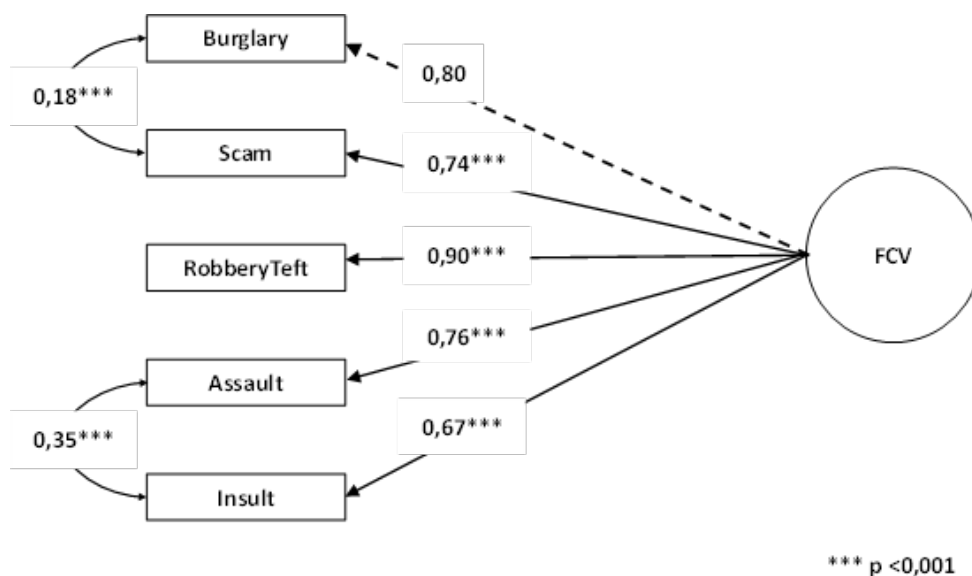 Burglary
0,80
0,18***
Scam
0,74***
RobberyTeft
0,90***
FCV
0,76***
Assault
0,35***
0,67***
Insult
*** p <0,001